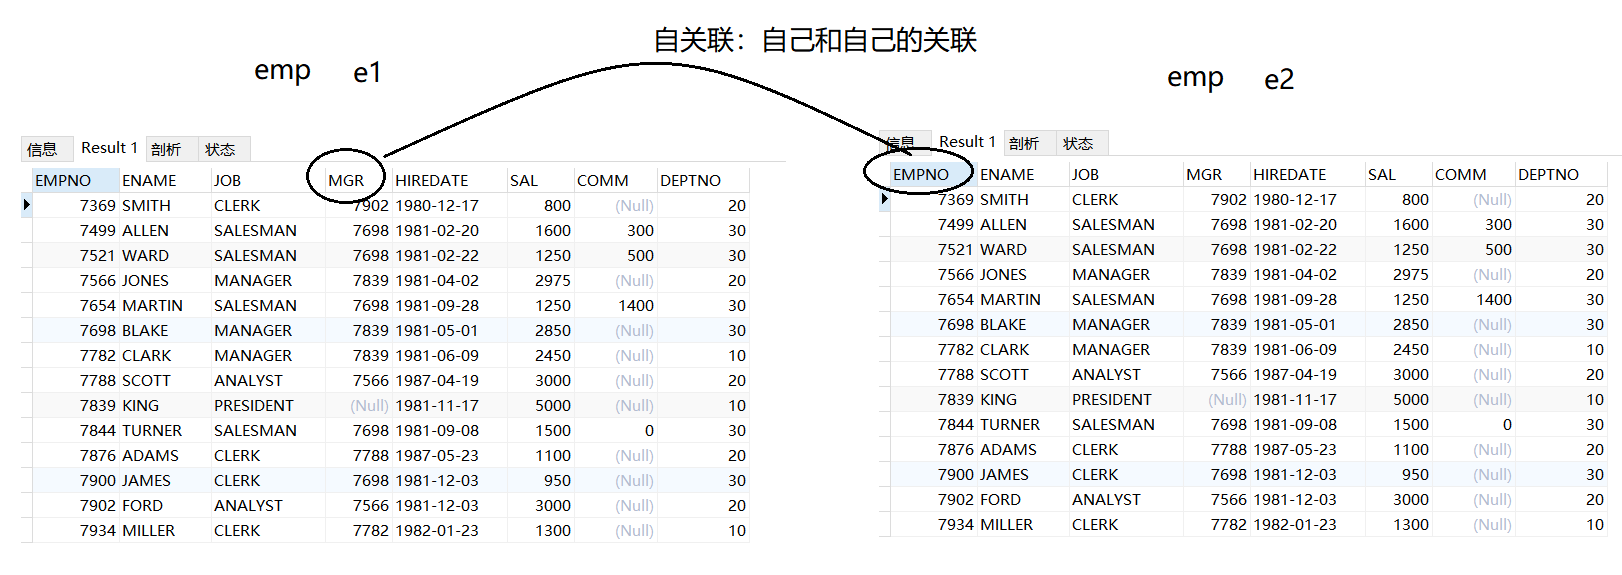 自关联：自己和自己的关联
emp e1
emp e2
信息 Result 1 剖析 状态
EMPNO ENAME JOB MGR HIREDATE SAL COMM DEPTNO
7369 SMITH CLERK 7902 1980-12-17 800 (Null) 20
7499 ALLEN SALESMAN 7698 1981-02-20 1600 300 30
7521 WARD SALESMAN 7698 1981-02-22 1250 500 30
7566 JONES MANAGER 7839 1981-04-02 2975 (Null) 20
7654 MARTIN SALESMAN 7698 1981-09-28 1250 1400 30
7698 BLAKE MANAGER 7839 1981-05-01 2850 (Null) 30
7782 CLARK MANAGER 7839 1981-06-09 2450 (Null) 10
7788 SCOTT ANALYST 7566 1987-04-19 3000 (Null) 20
7839 KING PRESIDENT (Null) 1981-11-17 5000 (Null) 10
7844 TURNER SALESMAN 7698 1981-09-08 1500 0 30
7876 ADAMS CLERK 7788 1987-05-23 1100 (Null) 20
7900 JAMES CLERK 7698 1981-12-03 950 (Null) 30
7902 FORD ANALYST 7566 1981-12-03 3000 (Null) 20
7934 MILLER CLERK 7782 1982-01-23 1300 (Null) 10
信息 Result 1 剖析 状态
EMPNO ENAME JOB MGR HIREDATE SAL COMM DEPTNO
7369 SMITH CLERK 7902 1980-12-17 800 (Null) 20
7499 ALLEN SALESMAN 7698 1981-02-20 1600 300 30
7521 WARD SALESMAN 7698 1981-02-22 1250 500 30
7566 JONES MANAGER 7839 1981-04-02 2975 (Null) 20
7654 MARTIN SALESMAN 7698 1981-09-28 1250 1400 30
7698 BLAKE MANAGER 7839 1981-05-01 2850 (Null) 30
7782 CLARK MANAGER 7839 1981-06-09 2450 (Null) 10
7788 SCOTT ANALYST 7566 1987-04-19 3000 (Null) 20
7839 KING PRESIDENT (Null) 1981-11-17 5000 (Null) 10
7844 TURNER SALESMAN 7698 1981-09-08 1500 0 30
7876 ADAMS CLERK 7788 1987-05-23 1100 (Null) 20
7900 JAMES CLERK 7698 1981-12-03 950 (Null) 30
7902 FORD ANALYST 7566 1981-12-03 3000 (Null) 20
7934 MILLER CLERK 7782 1982-01-23 1300 (Null) 10